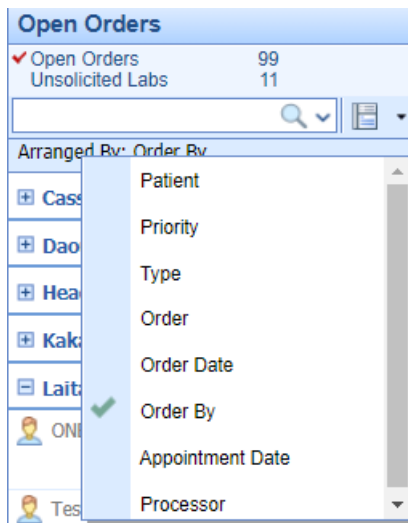 Open Orders
Open Orders 99
Unsolicited Labs 11
Arranged By: Order By
Patient
Priority
Type
Order
Order Date
Order By
Appointment Date
Processor